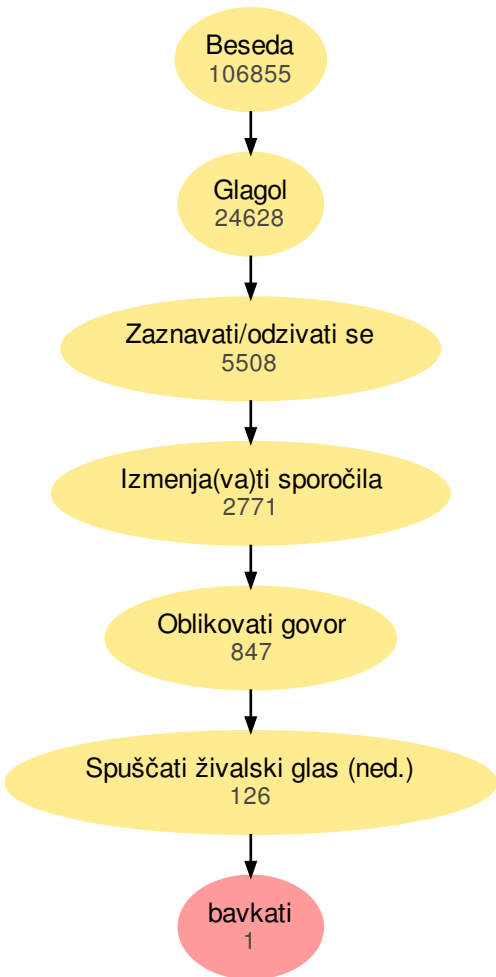 Beseda
106855
Glagol
24628
Zaznavati/odzivati se
5508
Izmenja(va)ti sporočila
2771
Oblikovati govor
847
Spuščati živalski glas (ned.)
126
bavkati
1